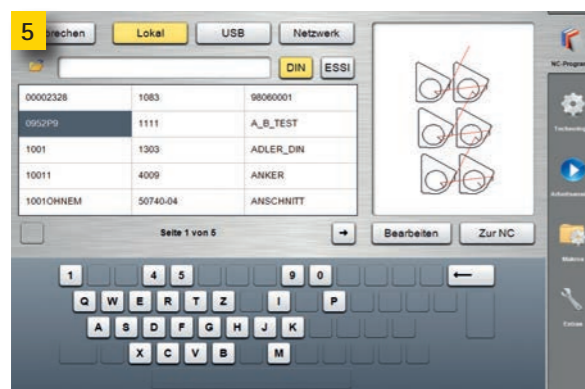 5
brechen Lokal USB Netzwerk
DIN ESSI
00002328 1083 98060001
0952P9 1111 A_B_TEST
1001 1303 ADLER_DIN
10011 4009 ANKER
1001OHNEM 50740-04 ANSCHNITT
Seite 1 von 5 → Bearbeiten Zur NC
NC-Program
Technolog
Makros
Extras
1 4 5 9 0 ←
Q W E R T Z I P
A S D F G H J K
X C V B M